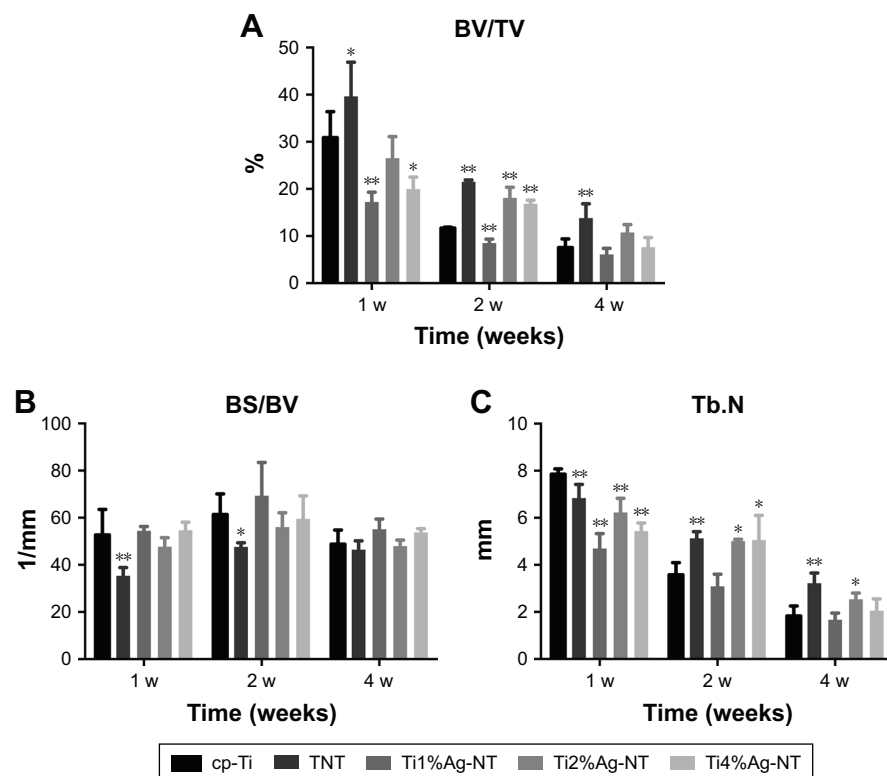 A
BV/TV
50
40
30
20
10
0
%
*
**
*
**
**
**
**
**
1 w
2 w
4 w
Time (weeks)
B
BS/BV
100
80
60
40
20
0
1/mm
**
*
1 w
2 w
4 w
Time (weeks)
C
Tb.N
10
8
6
4
2
0
mm
**
**
**
**
**
*
*
**
*
1 w
2 w
4 w
Time (weeks)
cp-Ti TNT Ti1%Ag-NT Ti2%Ag-NT Ti4%Ag-NT